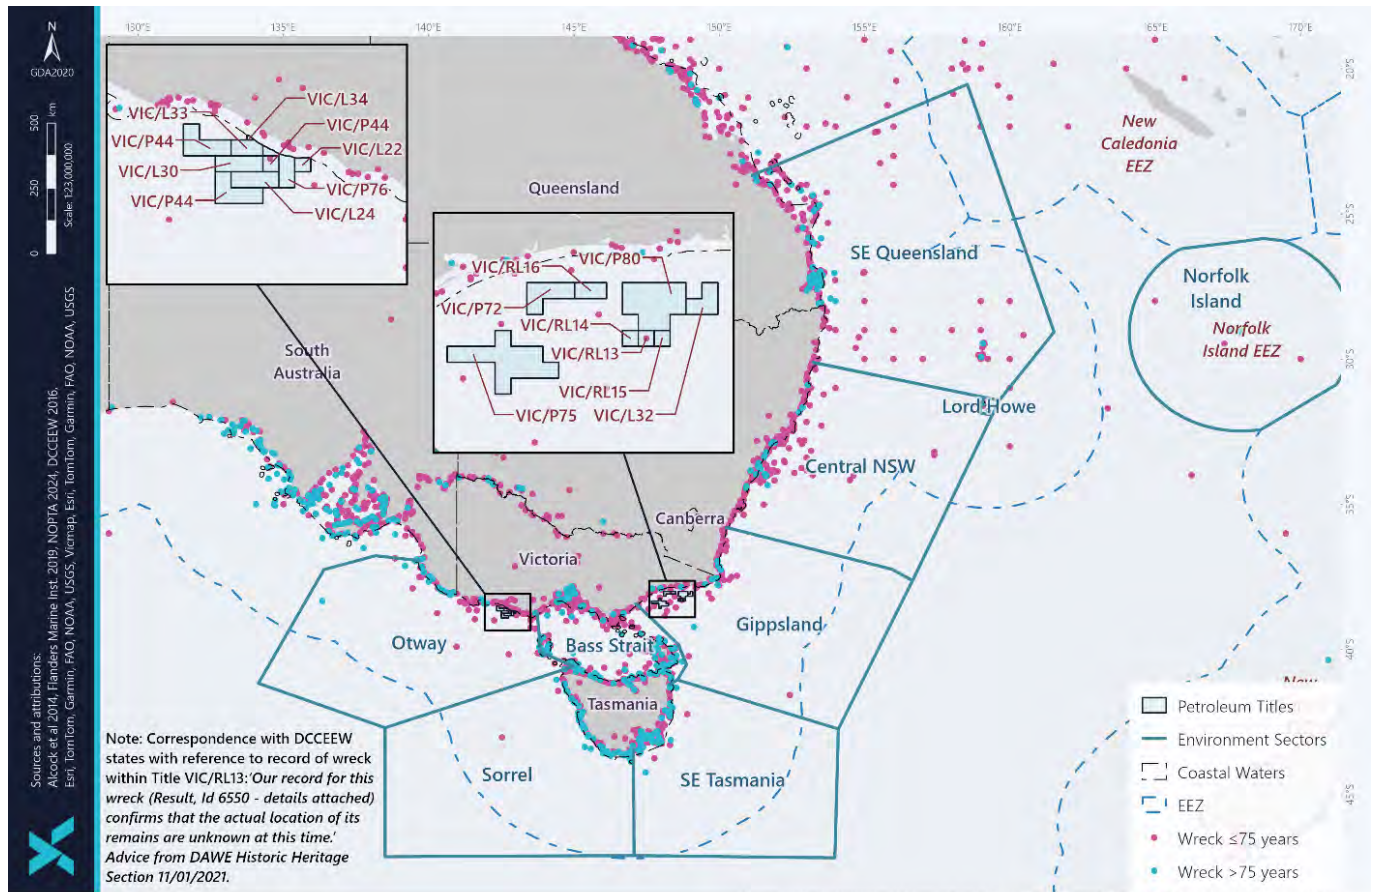 N
GDA2020
500
km
250
0
Scale: 1:23,000,000
Sources and attributions:
Alcock et al 2014, Flanders Marine Inst. 2019, NOPTA 2024, DCCEEW 2016,
Esri, TomTom, Garmin, FAO, NOAA, USGS, Vicmap, Esri, TomTom, Garmin, FAO, NOAA, USGS
130°E
135°E
140°E
145°E
155°E
160°E
165°E
170°E
20°S
25°S
30°S
35°S
40°S
45°S
VIC/L34
VIC/L33
VIC/P44
VIC/P44
VIC/L22
VIC/L30
VIC/P76
VIC/P44
VIC/L24
Queensland
New
Caledonia
EEZ
SE Queensland
Norfolk
Island
Norfolk
Island EEZ
VIC/P80
VIC/RL16
VIC/P72
VIC/RL14
VIC/RL13
VIC/RL15
VIC/P75
VIC/L32
South
Australia
Lord Howe
Central NSW
Canberra
Victoria
Gippsland
Otway
Bass Strait
Tasmania
Sorrel
SE Tasmania
New
Note: Correspondence with DCCEEW
states with reference to record of wreck
within Title VIC/RL13:'Our record for this
wreck (Result, Id 6550 - details attached)
confirms that the actual location of its
remains are unknown at this time.'
Advice from DAWE Historic Heritage
Section 11/01/2021.
Petroleum Titles
Environment Sectors
Coastal Waters
EEZ
Wreck ≤75 years
Wreck >75 years